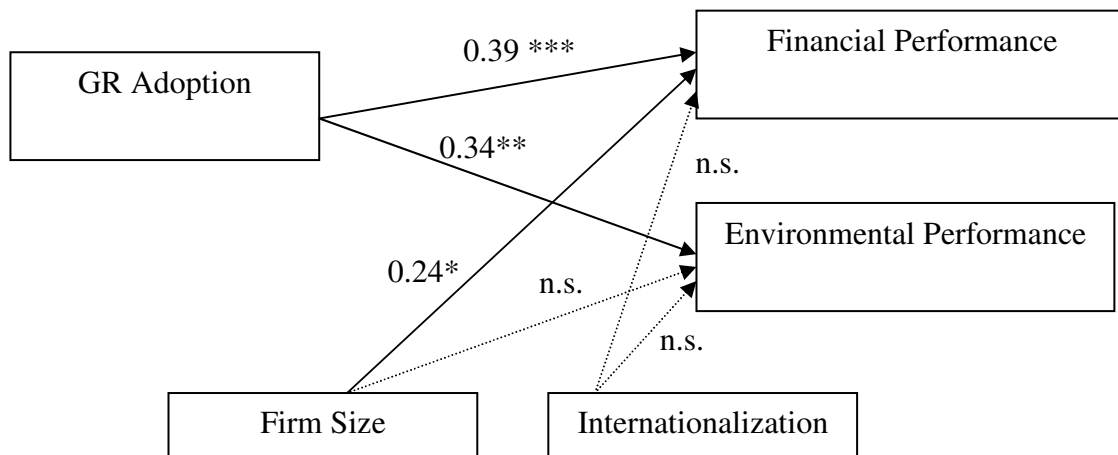 Financial Performance
0.39 ***
GR Adoption
0.34**
n.s.
Environmental Performance
0.24*
n.s.
n.s.
Firm Size
Internationalization